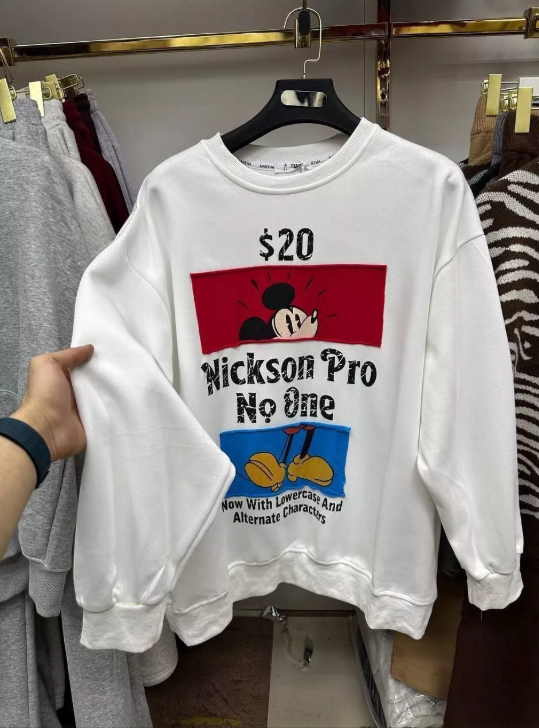 $20
Nickson Pro
No One
Now With Lowercase And
Alternate Characters